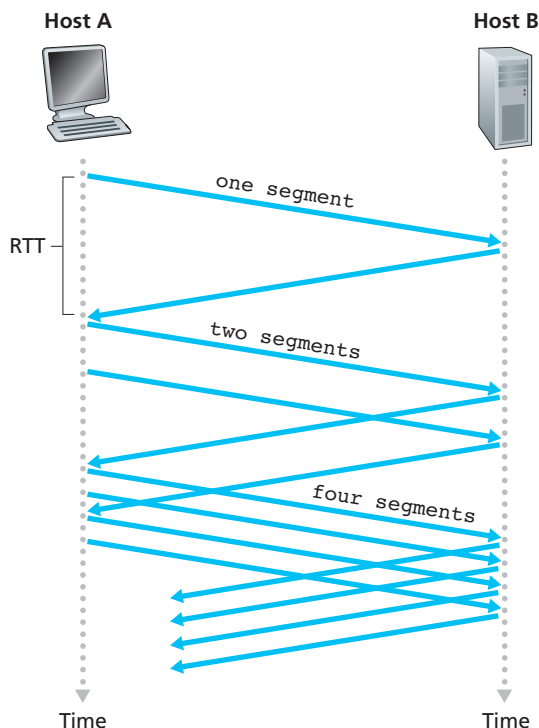 Host A
Host B
one segment
RTT
two segments
four segments
Time
Time